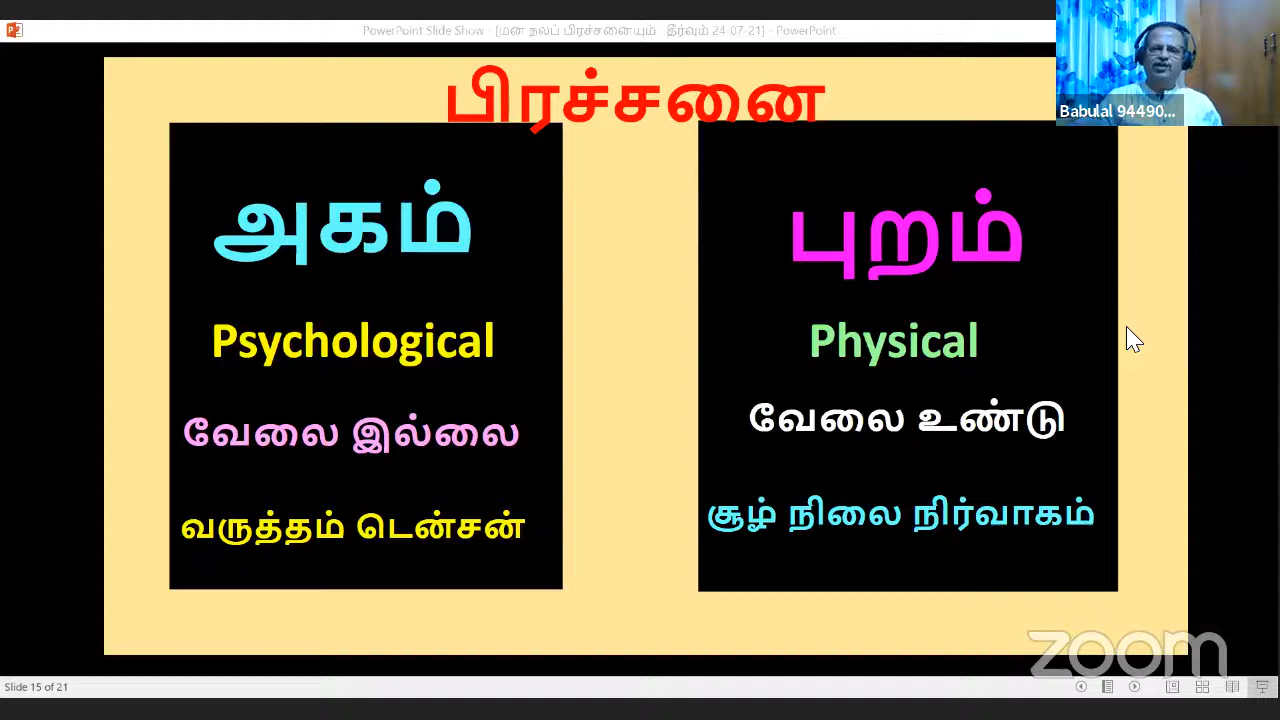 PowerPoint Slide Show - [மன நலப் பிரச்சனையும் தீர்வும் 24-07-21] - PowerPoint
Babulal 94490...
பிரச்சனை
அகம்
Psychological
வேலை இல்லை
வருத்தம் டென்சன்
புறம்
Physical
வேலை உண்டு
சூழ் நிலை நிர்வாகம்
zoom
Slide 15 of 21